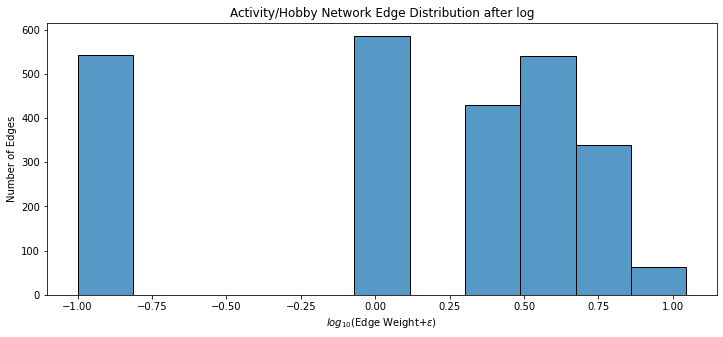 Activity/Hobby Network Edge Distribution after log
600
500
400
300
200
100
0
Number of Edges
−1.00 −0.75 −0.50 −0.25 0.00 0.25 0.50 0.75 1.00
log₁₀(Edge Weight+ε)